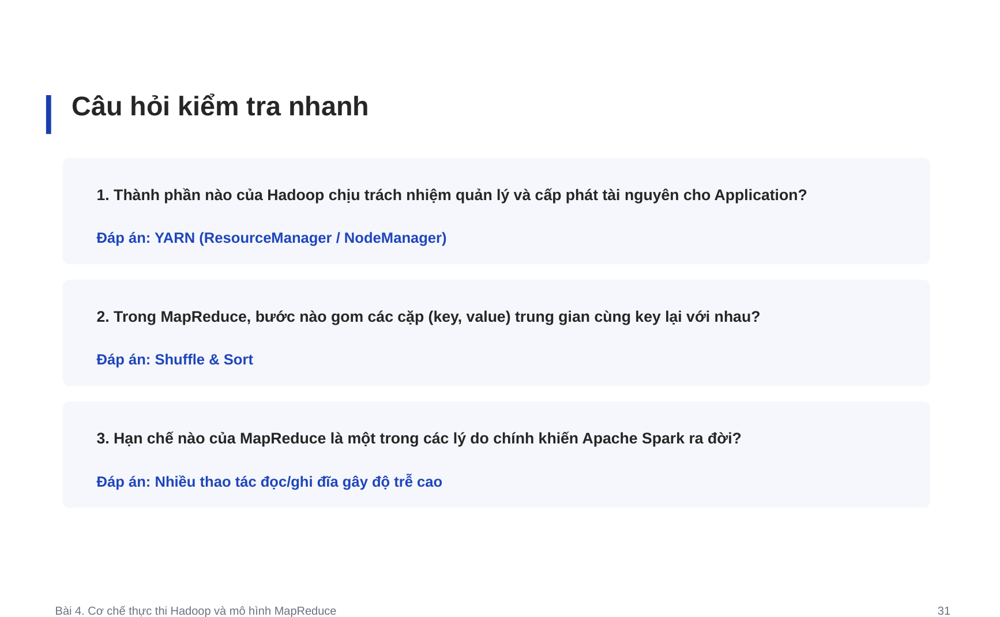 Câu hỏi kiểm tra nhanh
1. Thành phần nào của Hadoop chịu trách nhiệm quản lý và cấp phát tài nguyên cho Application?
Đáp án: YARN (ResourceManager / NodeManager)
2. Trong MapReduce, bước nào gom các cặp (key, value) trung gian cùng key lại với nhau?
Đáp án: Shuffle & Sort
3. Hạn chế nào của MapReduce là một trong các lý do chính khiến Apache Spark ra đời?
Đáp án: Nhiều thao tác đọc/ghi đĩa gây độ trễ cao
Bài 4. Cơ chế thực thi Hadoop và mô hình MapReduce
31